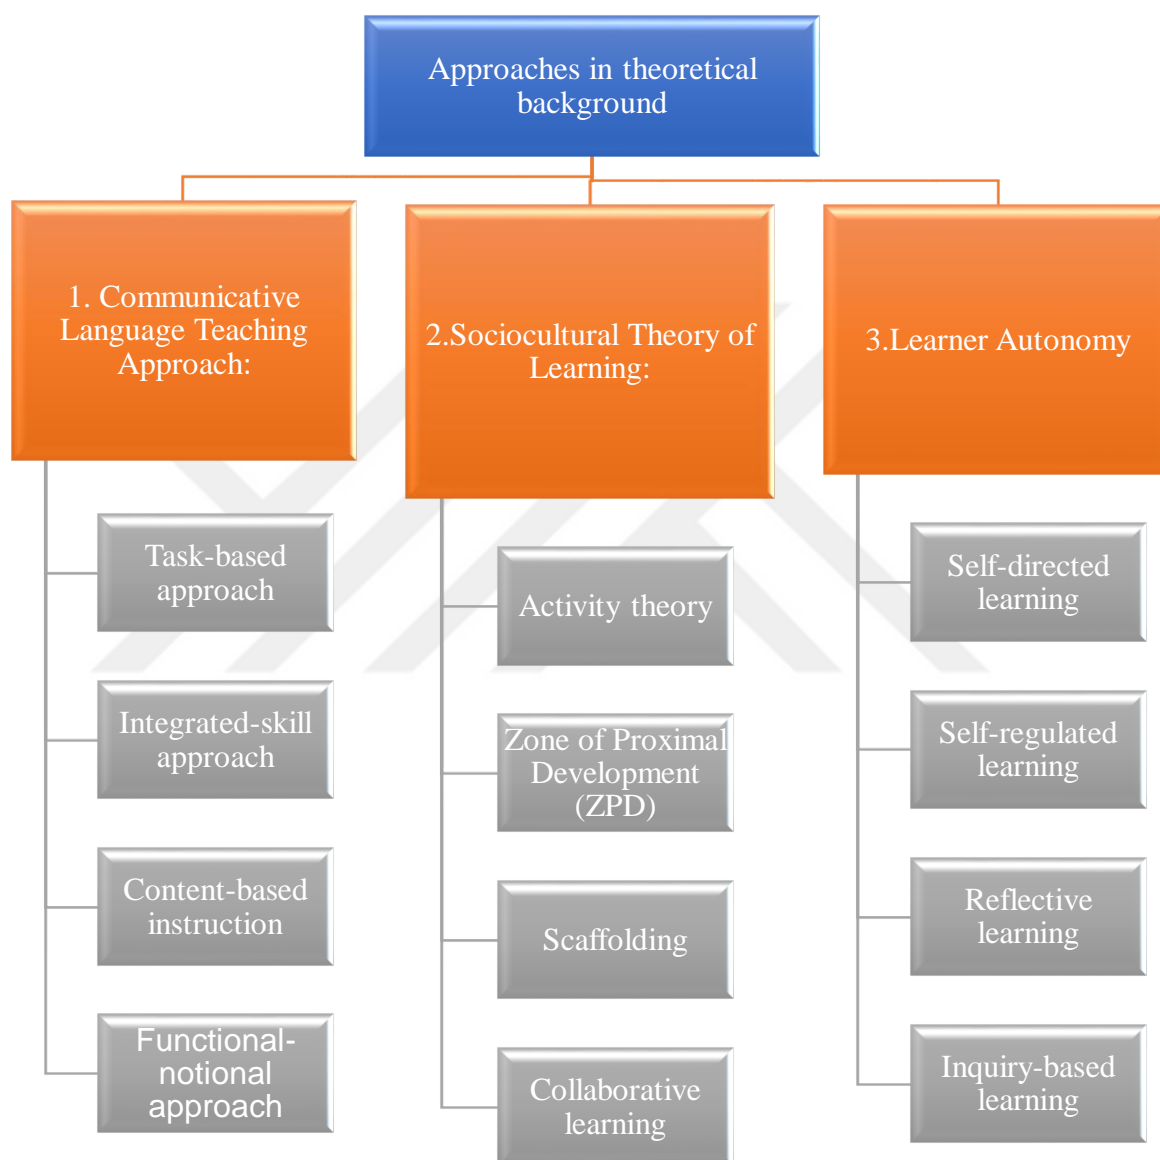 Approaches in theoretical
background
1. Communicative
Language Teaching
Approach:
Task-based
approach
Integrated-skill
approach
Content-based
instruction
Functional-
notional
approach
2.Sociocultural Theory of
Learning:
Activity theory
Zone of Proximal
Development
(ZPD)
Scaffolding
Collaborative
learning
3.Learner Autonomy
Self-directed
learning
Self-regulated
learning
Reflective
learning
Inquiry-based
learning